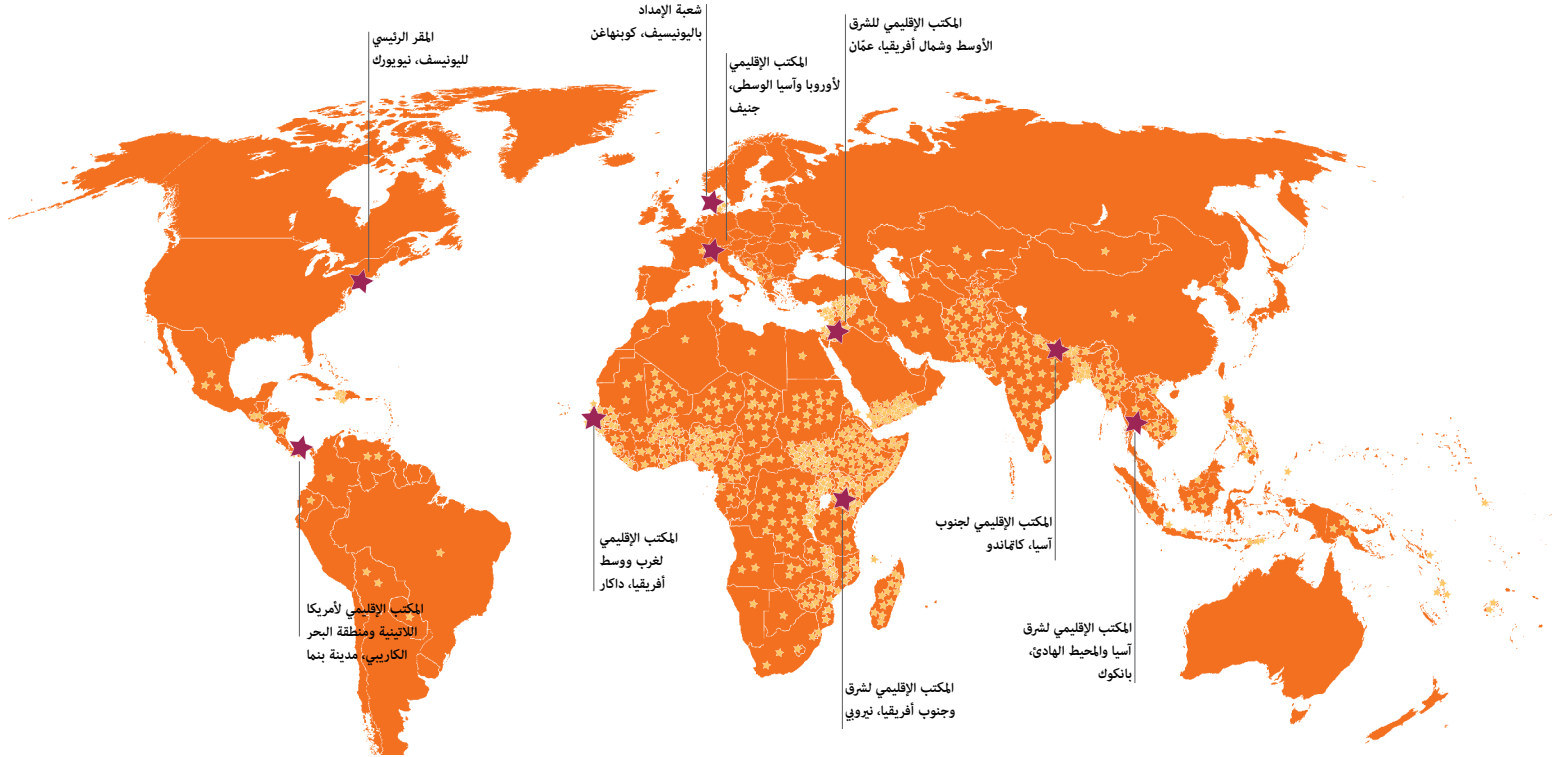 المقر الرئيسي
لليونيسف، نيويورك
شعبة الإمداد
باليونيسيف، كوبنهاغن
المكتب الإقليمي
لأوروبا وآسيا الوسطى،
جنيف
المكتب الإقليمي للشرق
الأوسط وشمال أفريقيا، عمّان
المكتب الإقليمي لأمريكا
اللاتينية ومنطقة البحر
الكاريبي، مدينة بنما
المكتب الإقليمي
لغرب ووسط
أفريقيا، داكار
المكتب الإقليمي لشرق
وجنوب أفريقيا، نيروبي
المكتب الإقليمي لجنوب
آسيا، كاتماندو
المكتب الإقليمي لشرق
آسيا والمحيط الهادئ،
بانكوك